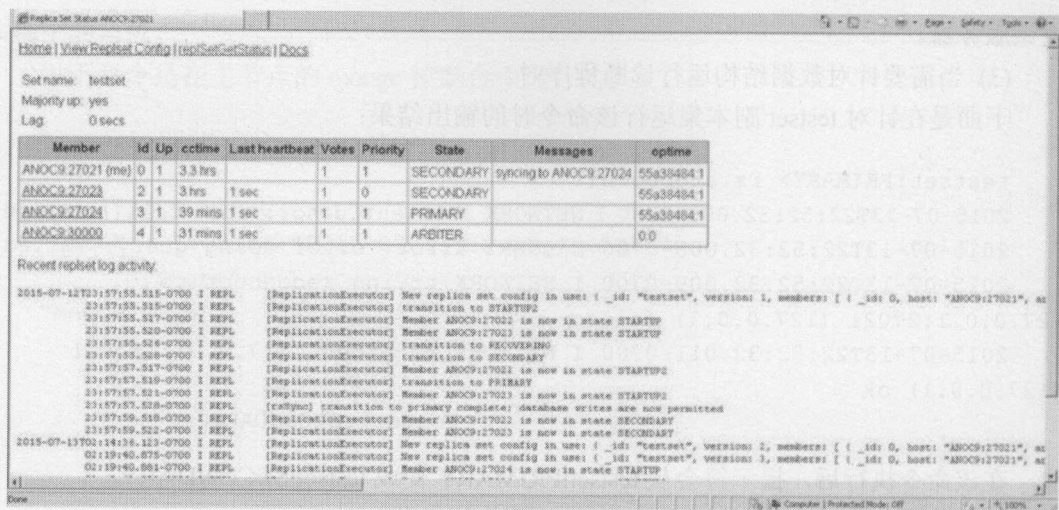 Replica Set Status ANOC9:27021
Page Safety Tools
Home | View Replset Config | replSetGetStatus | Docs
Set name: testset
Majority up: yes
Lag: 0 secs
Member Id Up cctime Last heartbeat Votes Priority State Messages optime
ANOC9:27021 (me) 0 1 3.3 hrs 1 1 SECONDARY syncing to ANOC9:27024 55a38484:1
ANOC9:27023 2 1 3 hrs 1 sec 1 0 SECONDARY 55a38484:1
ANOC9:27024 3 1 39 mins 1 sec 1 1 PRIMARY 55a38484:1
ANOC9:30000 4 1 31 mins 1 sec 1 1 ARBITER 0:0
Recent replset log activity:
2015-07-12T23:57:55.515-0700 I REPL [ReplicationExecutor] New replica set config in use: { _id: "testset", version: 1, members: [ { _id: 0, host: "ANOC9:27021", ar
23:57:55.515-0700 I REPL [ReplicationExecutor] transition to STARTUP2
23:57:55.517-0700 I REPL [ReplicationExecutor] Member ANOC9:27022 is now in state STARTUP
23:57:55.520-0700 I REPL [ReplicationExecutor] Member ANOC9:27023 is now in state STARTUP
23:57:55.526-0700 I REPL [ReplicationExecutor] transition to RECOVERING
23:57:55.528-0700 I REPL [ReplicationExecutor] transition to SECONDARY
23:57:57.517-0700 I REPL [ReplicationExecutor] Member ANOC9:27022 is now in state STARTUP2
23:57:57.519-0700 I REPL [ReplicationExecutor] transition to PRIMARY
23:57:57.521-0700 I REPL [ReplicationExecutor] Member ANOC9:27023 is now in state STARTUP2
23:57:57.528-0700 I REPL [rsSync] transition to primary complete; database writes are now permitted
23:57:59.518-0700 I REPL [ReplicationExecutor] Member ANOC9:27022 is now in state SECONDARY
23:57:59.522-0700 I REPL [ReplicationExecutor] Member ANOC9:27023 is now in state SECONDARY
2015-07-13T02:14:36.123-0700 I REPL [ReplicationExecutor] New replica set config in use: { _id: "testset", version: 2, members: [ { _id: 0, host: "ANOC9:27021", ar
02:19:40.875-0700 I REPL [ReplicationExecutor] New replica set config in use: { _id: "testset", version: 3, members: [ { _id: 0, host: "ANOC9:27021", ar
02:19:40.881-0700 I REPL [ReplicationExecutor] Member ANOC9:27024 is now in state STARTUP
Done
Computer | Protected Mode: Off
100%